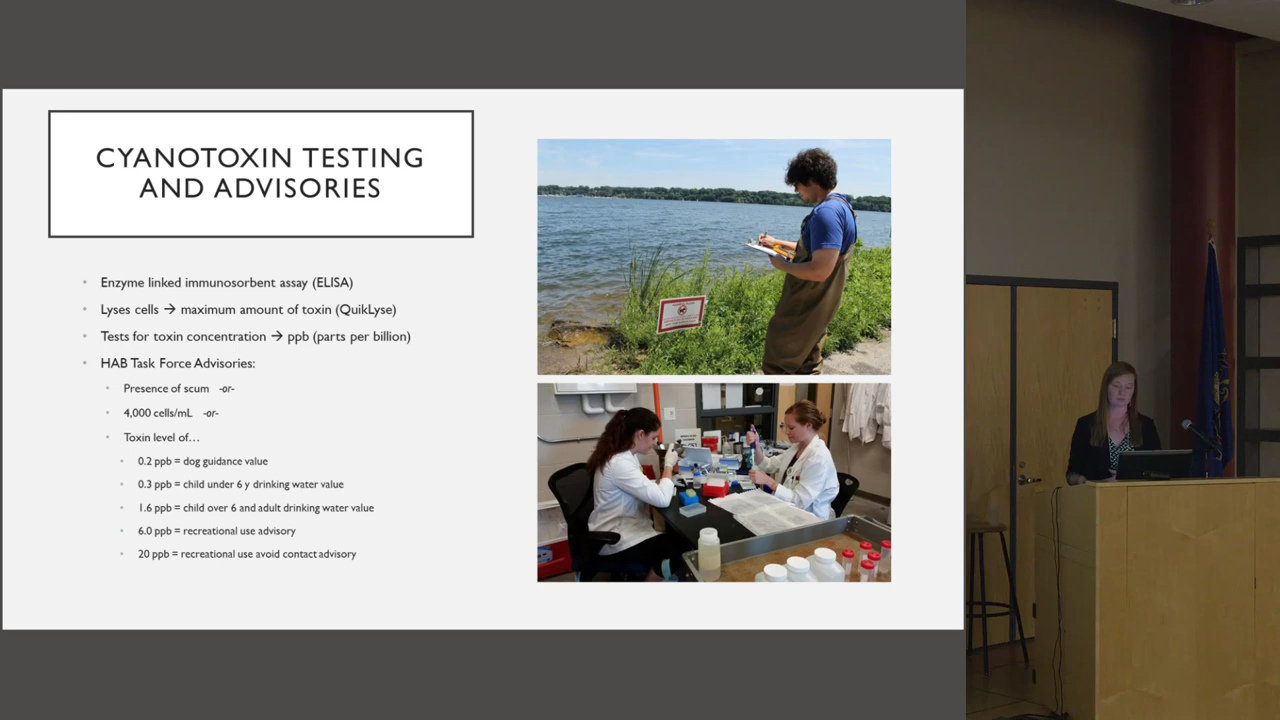 CYANOTOXIN TESTING
AND ADVISORIES
Enzyme linked immunosorbent assay (ELISA)
Lyses cells → maximum amount of toxin (QuikLyse)
Tests for toxin concentration → ppb (parts per billion)
HAB Task Force Advisories:
Presence of scum -or-
4,000 cells/mL -or-
Toxin level of…
0.2 ppb = dog guidance value
0.3 ppb = child under 6 y drinking water value
1.6 ppb = child over 6 and adult drinking water value
6.0 ppb = recreational use advisory
20 ppb = recreational use avoid contact advisory